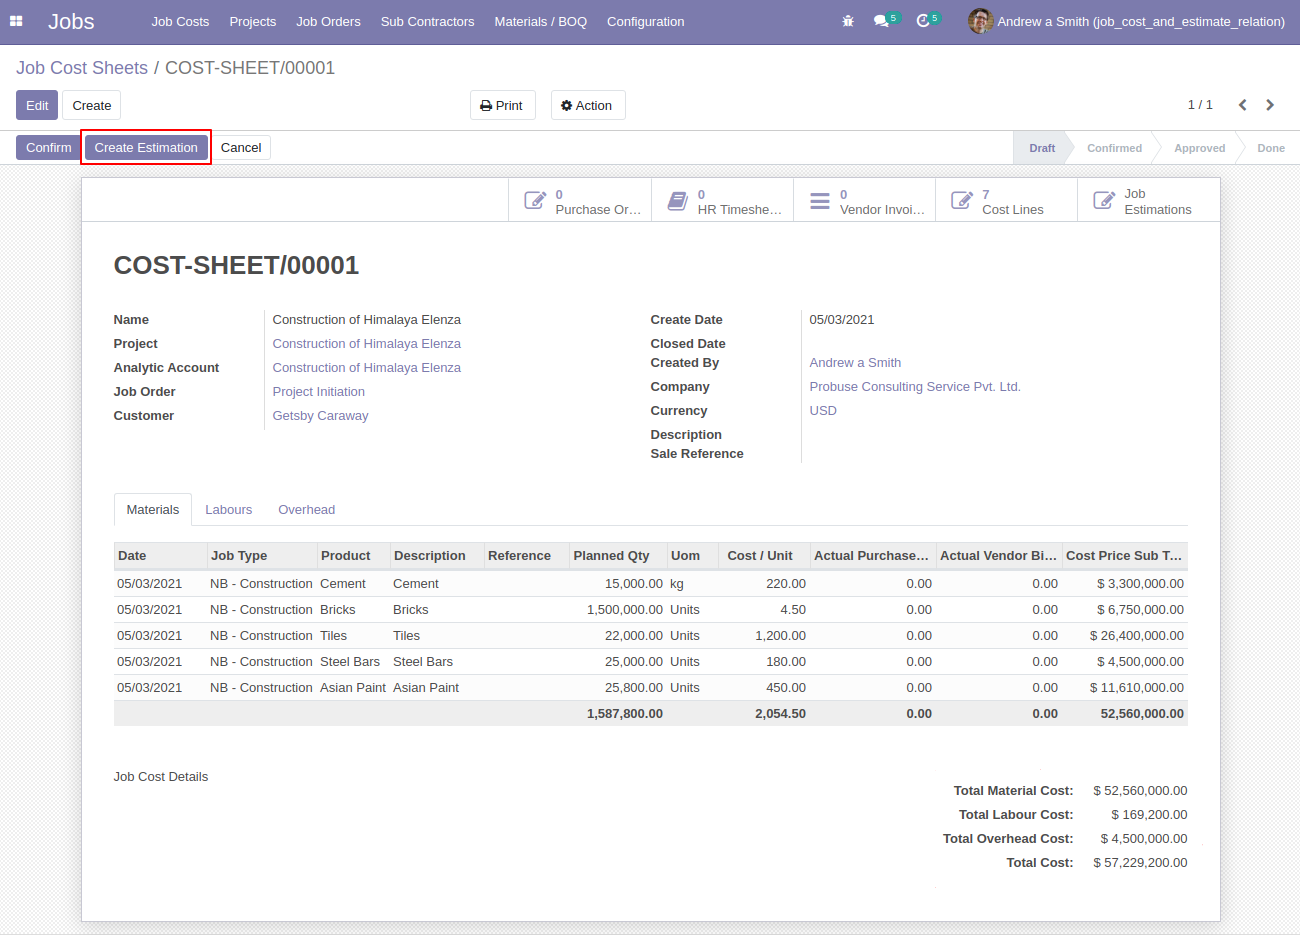 Jobs Job Costs Projects Job Orders Sub Contractors Materials / BOQ Configuration 5 5 Andrew a Smith (job_cost_and_estimate_relation)
Job Cost Sheets / COST-SHEET/00001
Edit Create Print Action 1 / 1
Confirm Create Estimation Cancel Draft Confirmed Approved Done
0 Purchase Or... 0 HR Timeshe... 0 Vendor Invoi... 7 Cost Lines Job Estimations
COST-SHEET/00001
Name Construction of Himalaya Elenza
Project Construction of Himalaya Elenza
Analytic Account Construction of Himalaya Elenza
Job Order Project Initiation
Customer Getsby Caraway
Create Date 05/03/2021
Closed Date
Created By Andrew a Smith
Company Probuse Consulting Service Pvt. Ltd.
Currency USD
Description
Sale Reference
Materials Labours Overhead
Date Job Type Product Description Reference Planned Qty Uom Cost / Unit Actual Purchase... Actual Vendor Bi... Cost Price Sub T...
05/03/2021 NB - Construction Cement Cement 15,000.00 kg 220.00 0.00 0.00 $ 3,300,000.00
05/03/2021 NB - Construction Bricks Bricks 1,500,000.00 Units 4.50 0.00 0.00 $ 6,750,000.00
05/03/2021 NB - Construction Tiles Tiles 22,000.00 Units 1,200.00 0.00 0.00 $ 26,400,000.00
05/03/2021 NB - Construction Steel Bars Steel Bars 25,000.00 Units 180.00 0.00 0.00 $ 4,500,000.00
05/03/2021 NB - Construction Asian Paint Asian Paint 25,800.00 Units 450.00 0.00 0.00 $ 11,610,000.00
1,587,800.00 2,054.50 0.00 0.00 52,560,000.00
Job Cost Details
Total Material Cost: $ 52,560,000.00
Total Labour Cost: $ 169,200.00
Total Overhead Cost: $ 4,500,000.00
Total Cost: $ 57,229,200.00